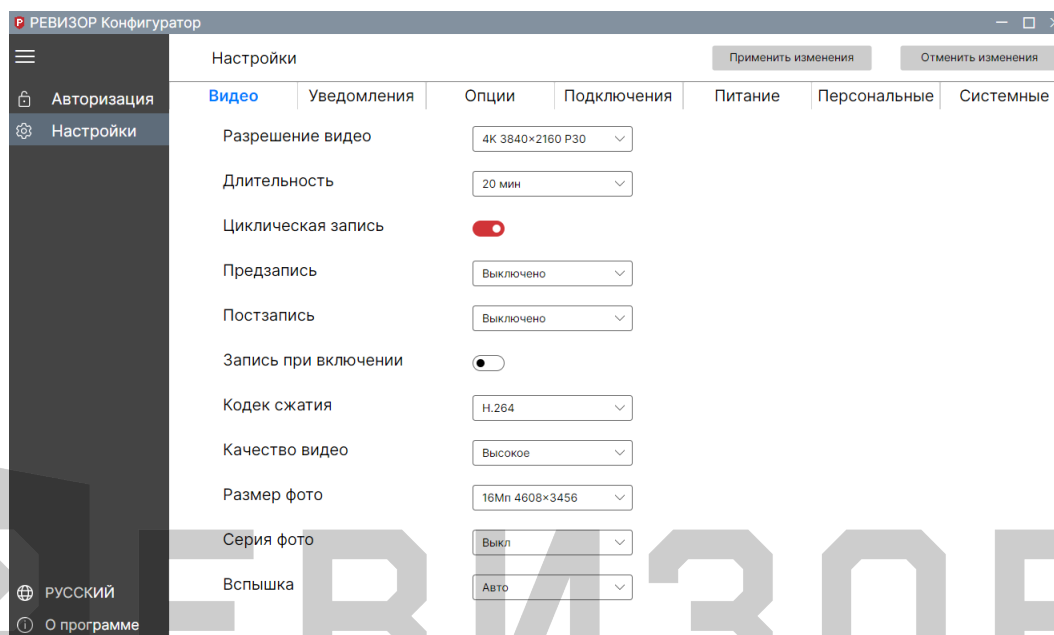 РЕВИЗОР Конфигуратор
Настройки
Применить изменения
Отменить изменения
Авторизация
Настройки
Видео
Уведомления
Опции
Подключения
Питание
Персональные
Системные
Разрешение видео
4K 3840×2160 P30
Длительность
20 мин
Циклическая запись
Предзапись
Выключено
Постзапись
Выключено
Запись при включении
Кодек сжатия
H.264
Качество видео
Высокое
Размер фото
16Мп 4608×3456
Серия фото
Выкл
Вспышка
Авто
РУССКИЙ
О программе
РЕВИЗОР